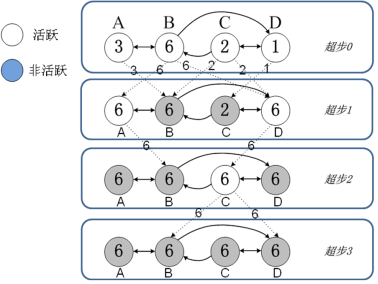 活跃
非活跃
A B C D
3 6 2 1
超步0
3 6 6 2 2 1
6 6 2 6
超步1
A B C D
6 6
6 6 6 6
超步2
A B C D
6 6
6 6 6 6
超步3
A B C D